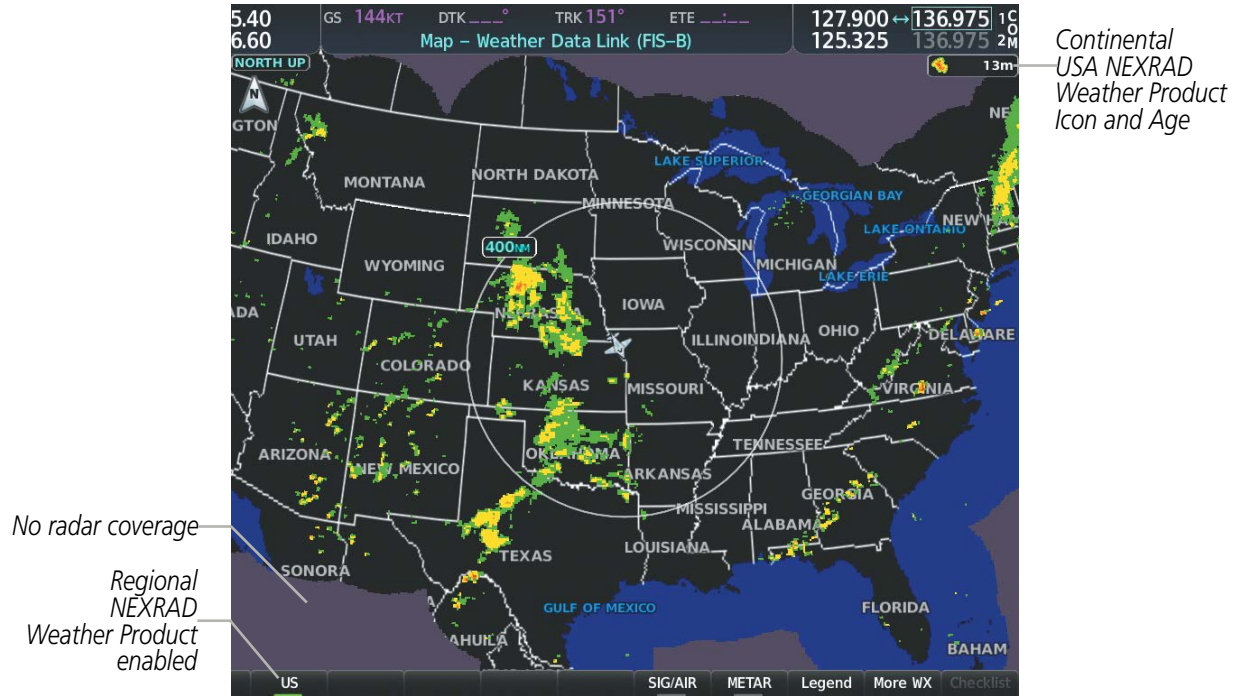 5.40 GS 144KT DTK ___° TRK 151° ETE __:__ 127.900 ↔ 136.975 1 C
6.60 Map – Weather Data Link (FIS–B) 125.325 136.975 2 O M
NORTH UP
13m
N
Continental
USA NEXRAD
Weather Product
Icon and Age
GTON
NE
LAKE SUPERIOR
MONTANA
NORTH DAKOTA
GEORGIAN BAY
MINNESOTA
NEW HAM
LAKE ONTARIO
IDAHO
400NM
WISCONSIN
WYOMING
MICHIGAN
LAKE ERIE
IOWA
ADA
NEBRASKA
UTAH
ILLINOI
INDIANA
OHIO
DELAWARE
COLORADO
KANSAS
MISSOURI
VIRGINIA
TENNESSEE
ARIZONA
NEW MEXICO
OKLAHOMA
ARKANSAS
GEORGIA
MISSISSIPPI
ALABAMA
No radar coverage
TEXAS
LOUISIANA
SONORA
Regional
NEXRAD
Weather Product
enabled
GULF OF MEXICO
FLORIDA
AHUILA
BAHAM
US SIG/AIR METAR Legend More WX Checklist